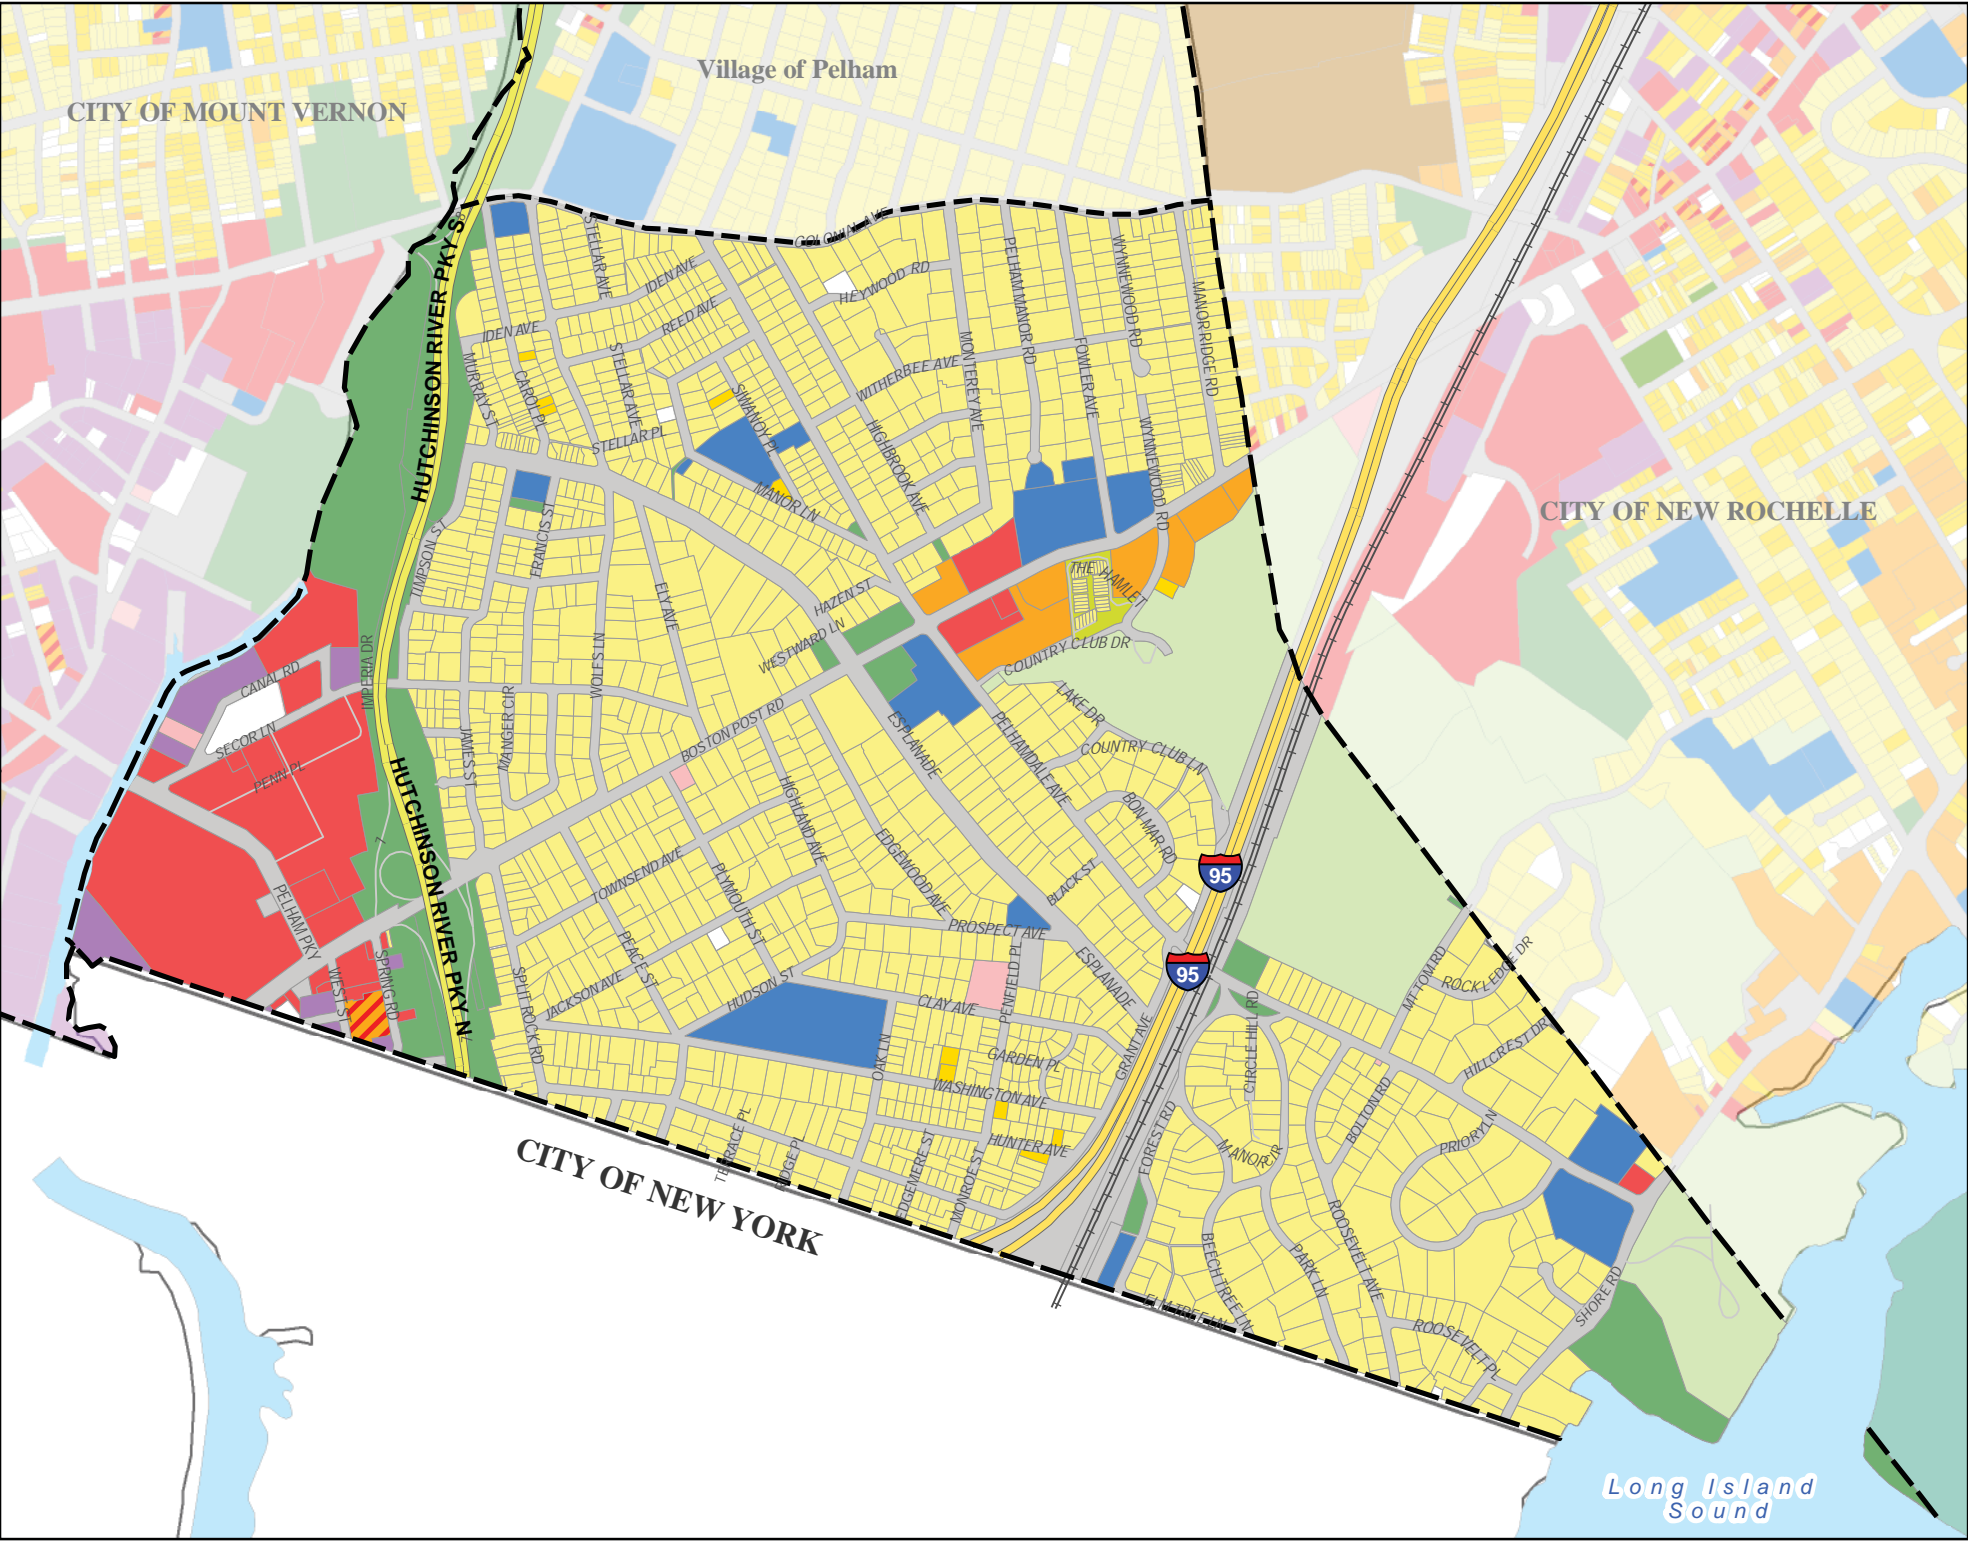 Village of Pelham
CITY OF MOUNT VERNON
COLONIAL AVE
STELLAR AVE
IDEN AVE
HEYWOOD RD
PELHAM MANOR RD
WYNNEWOOD RD
MANOR RIDGE RD
HUTCHINSON RIVER PKY S
8
IDEN AVE
REED AVE
MURRAY ST
CAROL PL
STELLAR AVE
SWANOY PL
WITHERBEE AVE
MONTEREY AVE
FOWLER AVE
STELLAR PL
HIGHBROOK AVE
WYNNEWOOD RD
MANOR LN
CITY OF NEW ROCHELLE
TIMPSON ST
FRANCIS ST
ELY AVE
HAZEN ST
THE HAMLET
WESTWARD LN
COUNTRY CLUB DR
IMPERIA DR
CANAL RD
WOLFS LN
SECOR LN
PENN PL
JAMES ST
MANGER CIR
BOSTON POST RD
ESPLANADE
PELHAMDALE AVE
LAKE DR
COUNTRY CLUB LN
HUTCHINSON RIVER PKY N
7
HIGHLAND AVE
BON MAR RD
EDGEWOOD AVE
TOWNSEND AVE
PLYMOUTH ST
BLACK ST
95
PELHAM PKY
SPRING RD
WEST ST
SPLIT ROCK RD
PEACE ST
JACKSON AVE
HUDSON ST
PROSPECT AVE
PENFIELD PL
ESPLANADE
95
CLAY AVE
MT TOM RD
ROCKLEDGE DR
OAK LN
GARDEN PL
GRANT AVE
CIRCLE HILL RD
HILLCREST DR
WASHINGTON AVE
BOLTON RD
PRIORY LN
HUNTER AVE
FOREST RD
MANOR CIR
TERRACE PL
RIDGE PL
EDGEMERE ST
MONROE ST
CITY OF NEW YORK
BEECH TREE LN
PARK LN
ROOSEVELT AVE
SHORE RD
ELM TREE LN
ROOSEVELT PL
Long Island
Sound